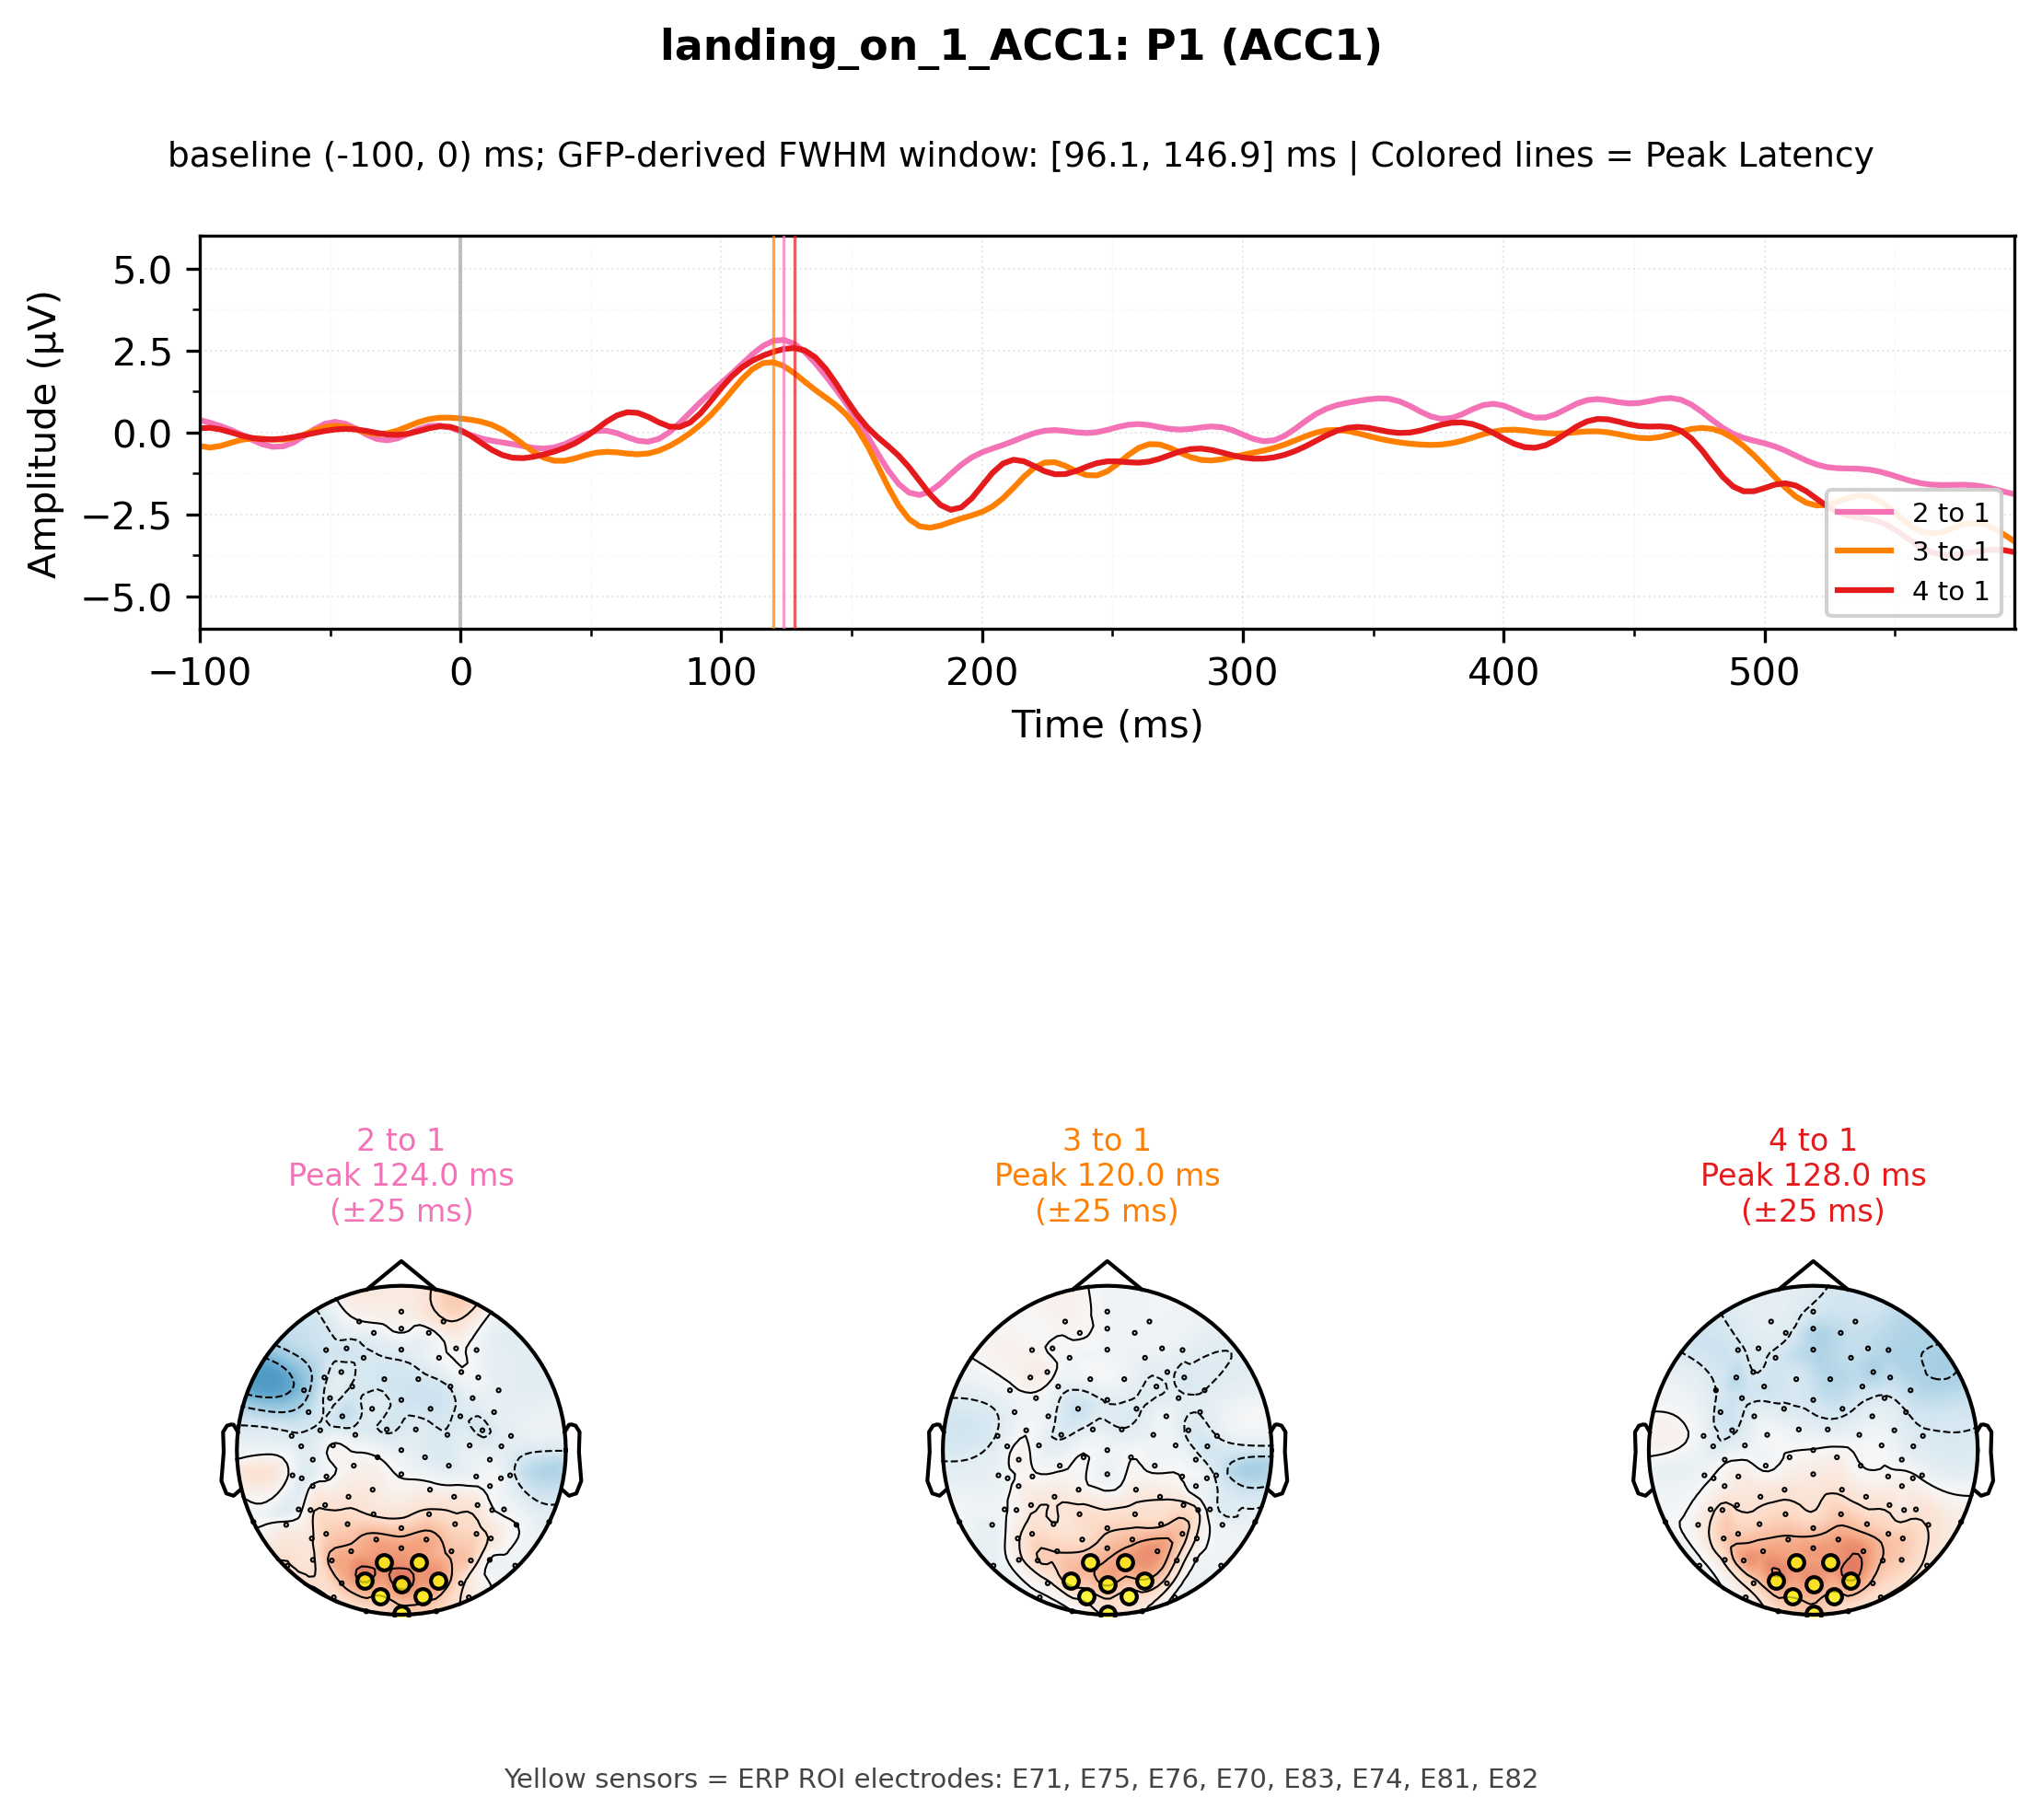 landing_on_1_ACC1: P1 (ACC1)
baseline (-100, 0) ms; GFP-derived FWHM window: [96.1, 146.9] ms | Colored lines = Peak Latency
Amplitude (µV)
5.0
2.5
0.0
−2.5
−5.0
2 to 1
3 to 1
4 to 1
−100
0
100
200
300
400
500
Time (ms)
2 to 1
Peak 124.0 ms
(±25 ms)
3 to 1
Peak 120.0 ms
(±25 ms)
4 to 1
Peak 128.0 ms
(±25 ms)
Yellow sensors = ERP ROI electrodes: E71, E75, E76, E70, E83, E74, E81, E82